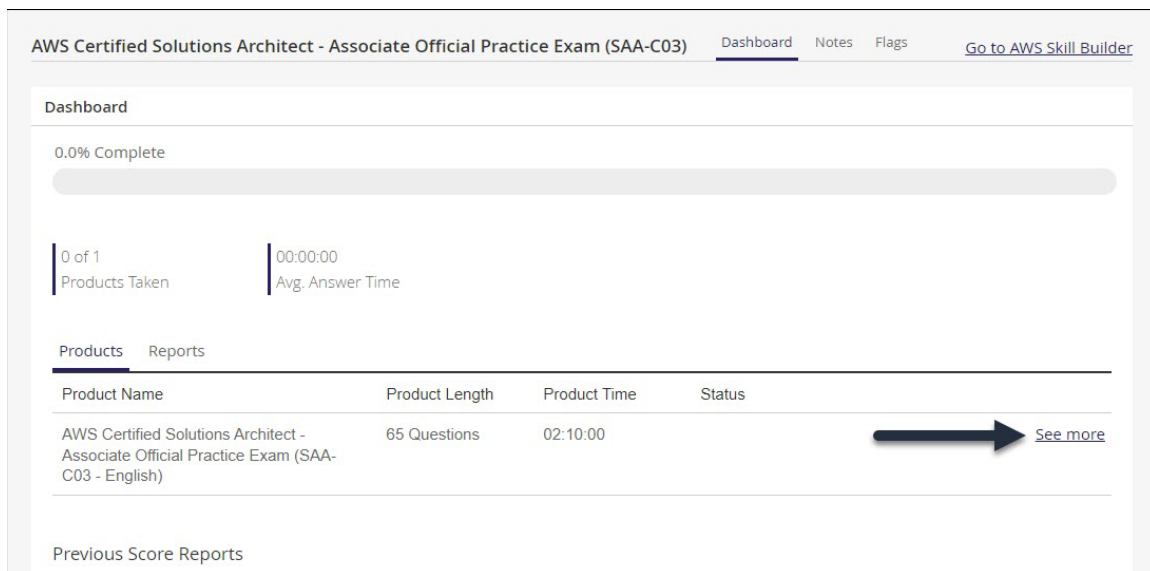 AWS Certified Solutions Architect - Associate Official Practice Exam (SAA-C03) Dashboard Notes Flags Go to AWS Skill Builder
Dashboard
0.0% Complete
0 of 1 00:00:00
Products Taken Avg. Answer Time
Products Reports
Product Name Product Length Product Time Status
AWS Certified Solutions Architect - 65 Questions 02:10:00 See more
Associate Official Practice Exam (SAA-
C03 - English)
Previous Score Reports